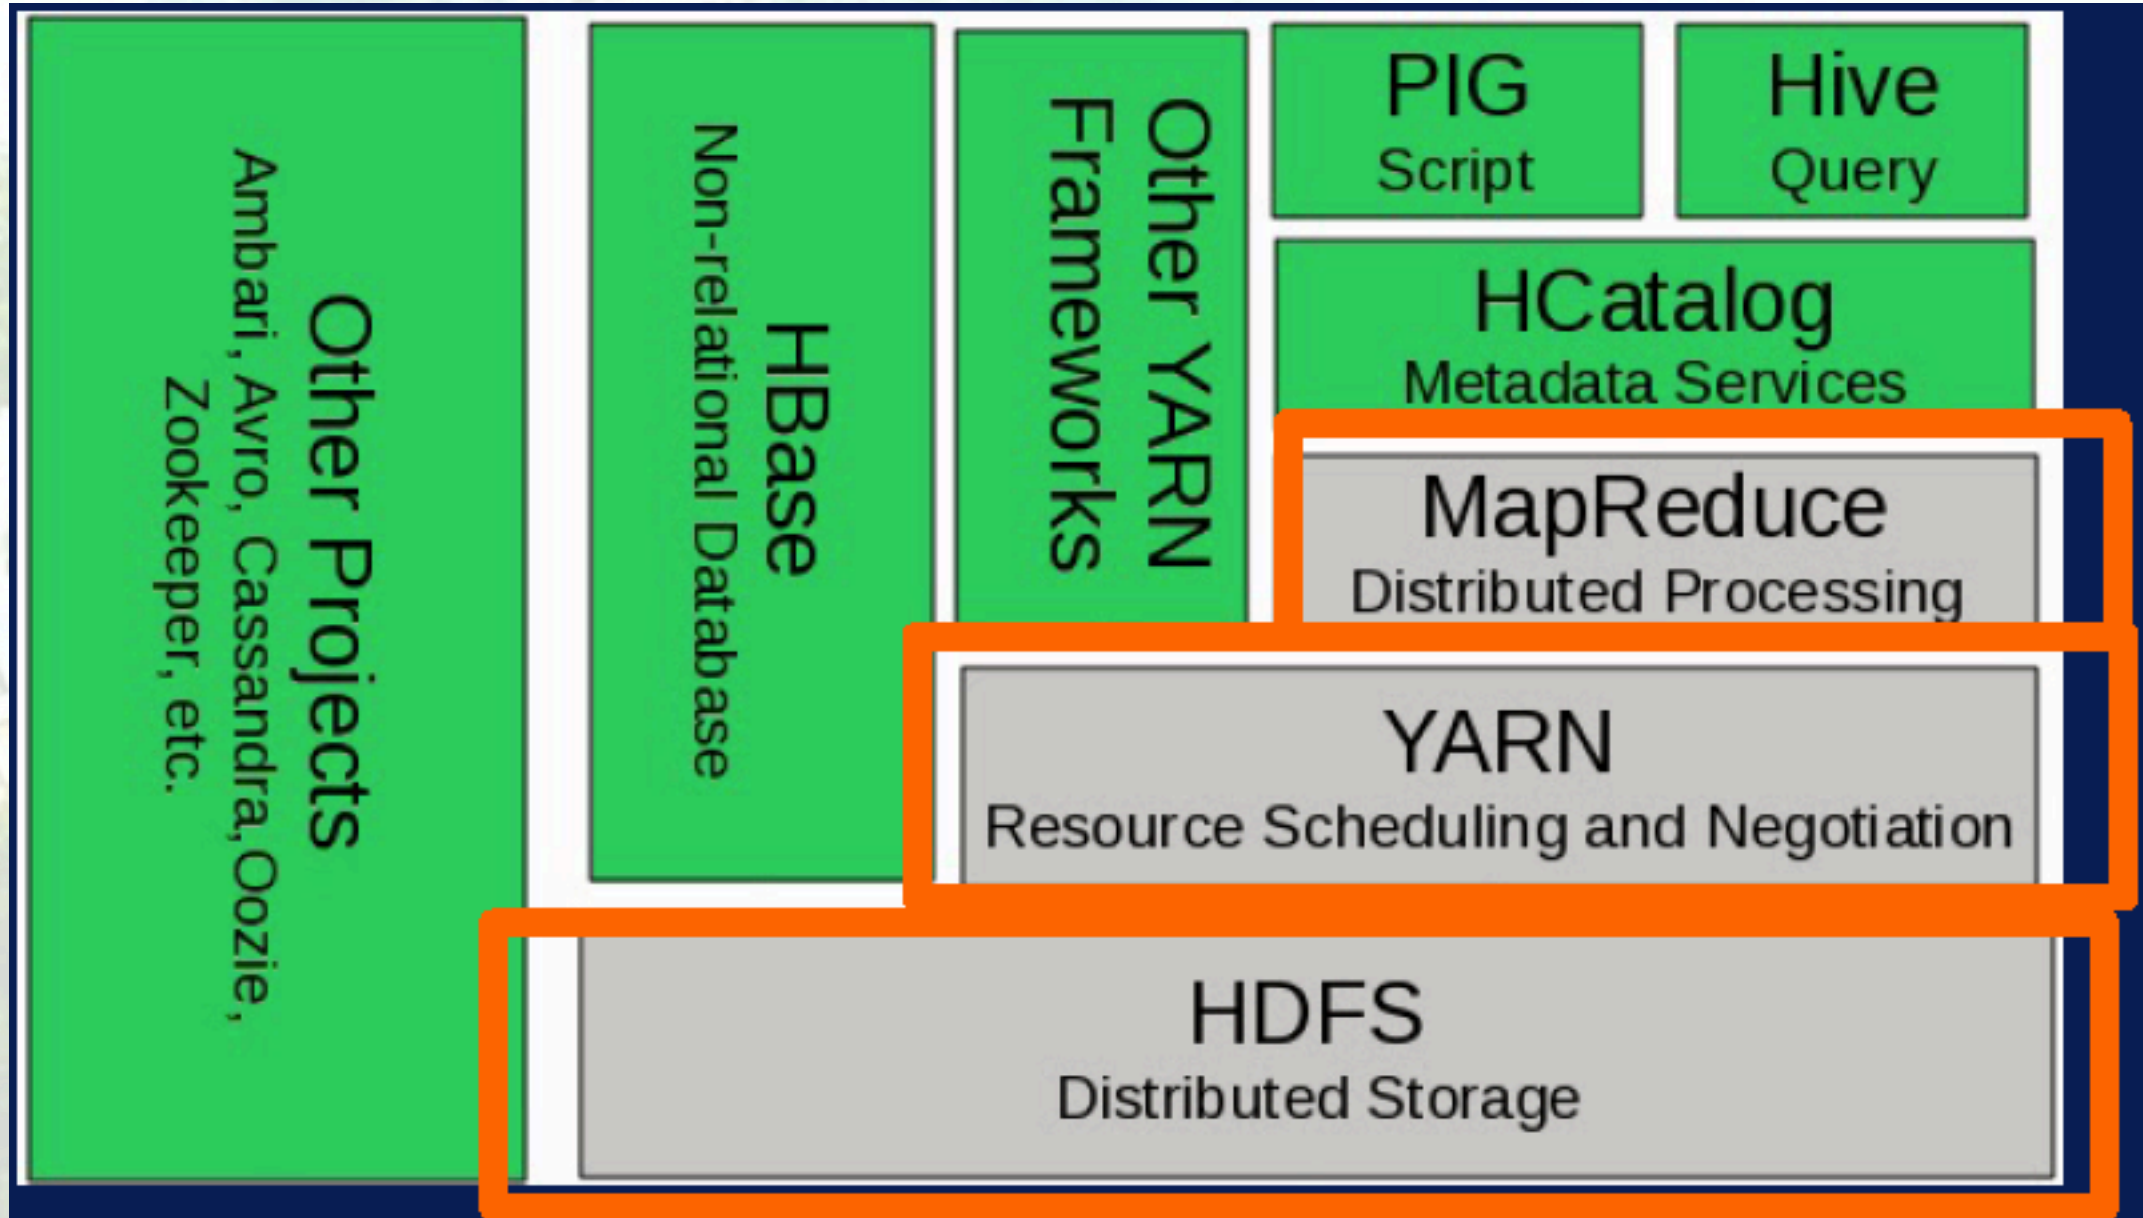 Other Projects
Ambari, Avro, Cassandra,Oozie,
Zookeeper, etc.
HBase
Non-relational Database
Other YARN
Frameworks
PIG
Script
Hive
Query
HCatalog
Metadata Services
MapReduce
Distributed Processing
YARN
Resource Scheduling and Negotiation
HDFS
Distributed Storage